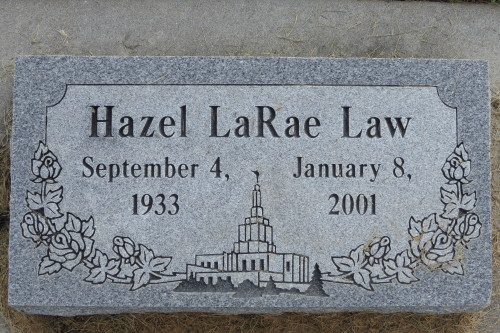 Hazel LaRae Law
September 4, January 8,
1933 2001